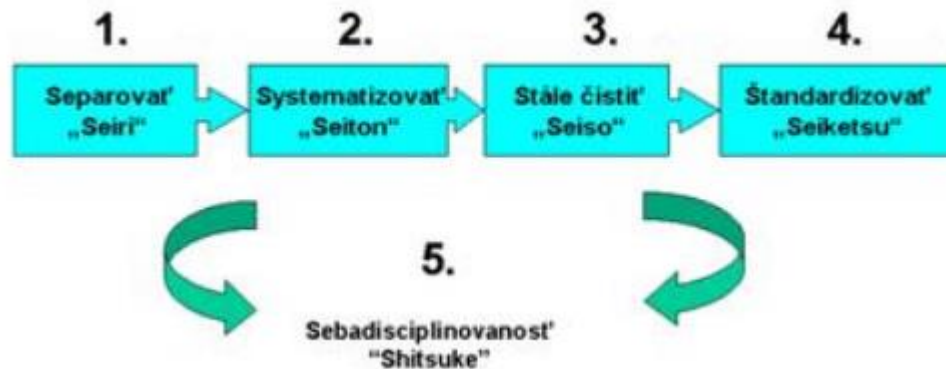 1.
2.
3.
4.
Separovať
„Seiri“
Systematizovať
„Seiton“
Stále čistiť
„Seiso“
Štandardizovať
„Seiketsu“
5.
Sebadisciplinovanosť
“Shitsuke”